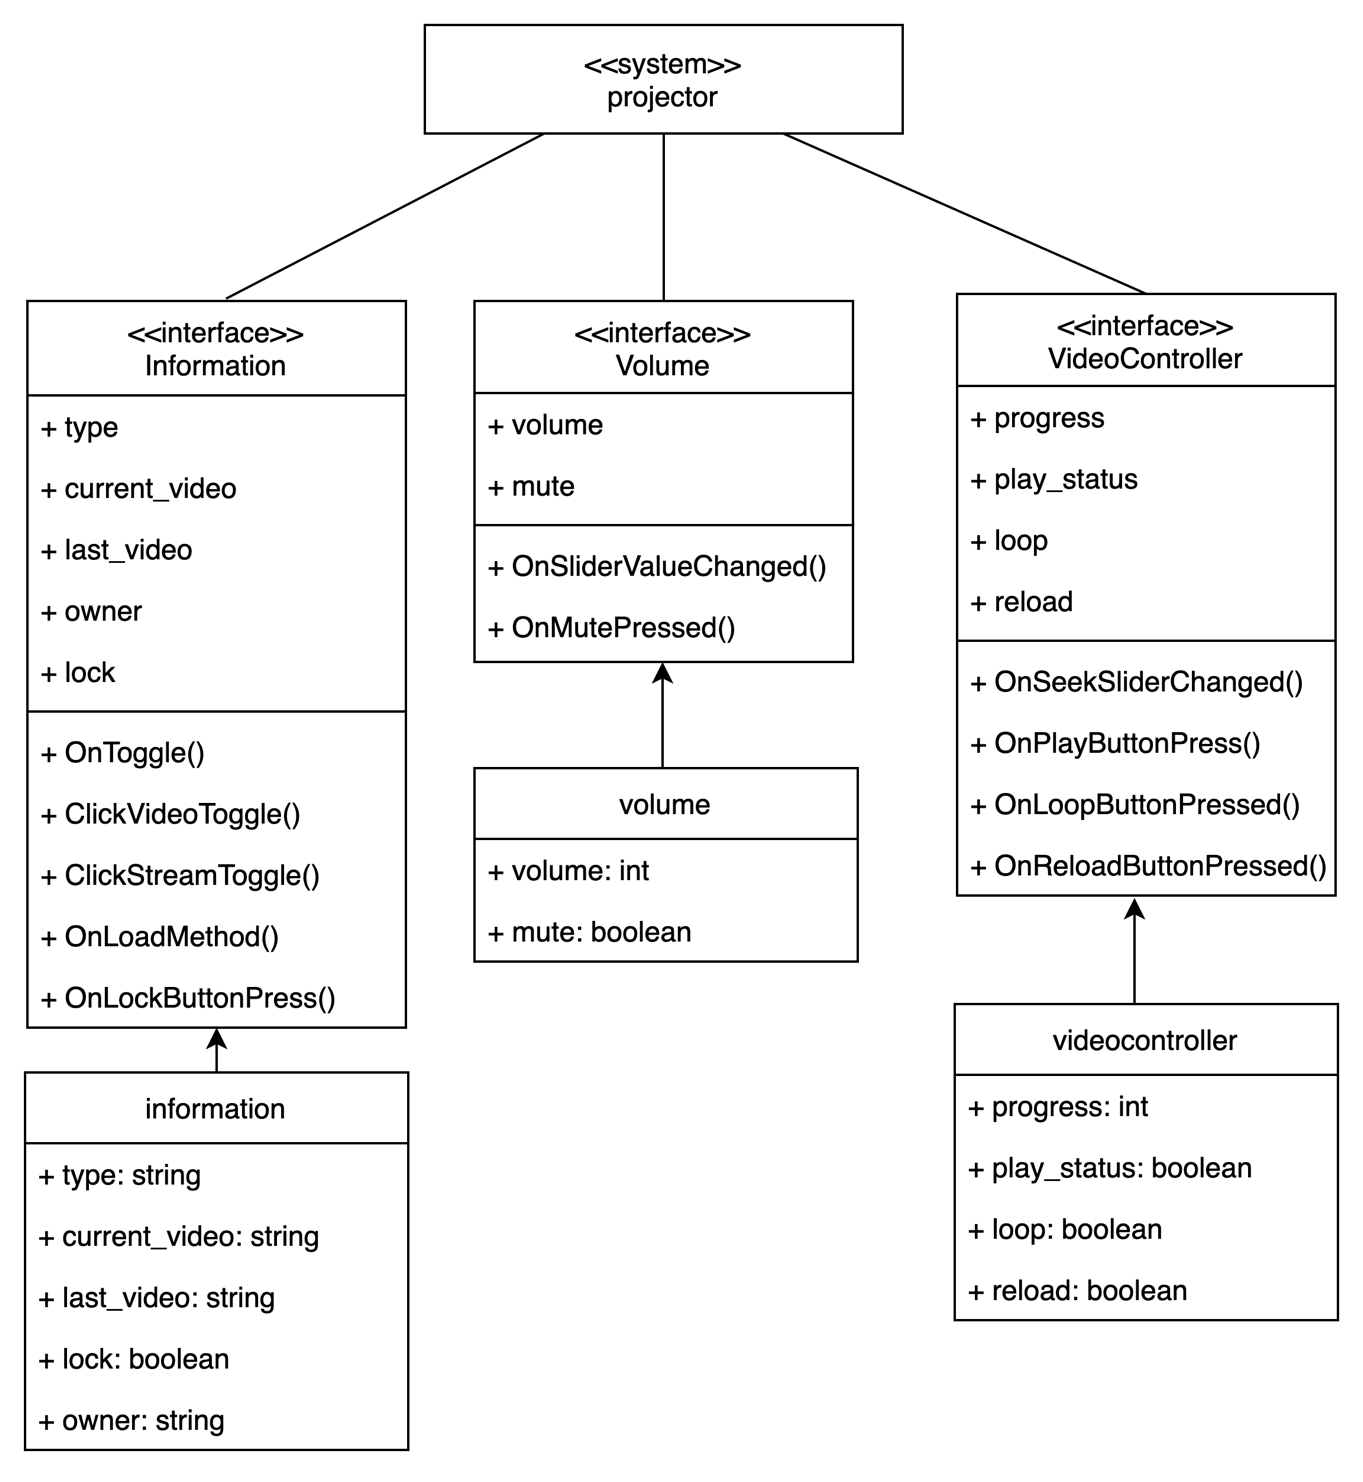 <<system>>
projector
<<interface>>
Information
+ type
+ current_video
+ last_video
+ owner
+ lock
+ OnToggle()
+ ClickVideoToggle()
+ ClickStreamToggle()
+ OnLoadMethod()
+ OnLockButtonPress()
information
+ type: string
+ current_video: string
+ last_video: string
+ lock: boolean
+ owner: string
<<interface>>
Volume
+ volume
+ mute
+ OnSliderValueChanged()
+ OnMutePressed()
volume
+ volume: int
+ mute: boolean
<<interface>>
VideoController
+ progress
+ play_status
+ loop
+ reload
+ OnSeekSliderChanged()
+ OnPlayButtonPress()
+ OnLoopButtonPressed()
+ OnReloadButtonPressed()
videocontroller
+ progress: int
+ play_status: boolean
+ loop: boolean
+ reload: boolean